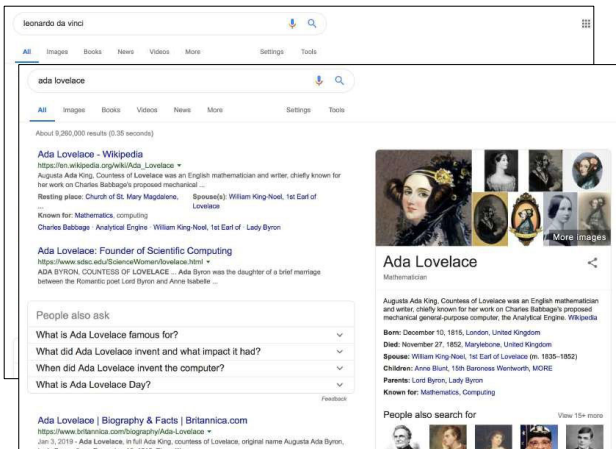 leonardo da vinci
All Images Books News Videos More Settings Tools
ada lovelace
All Images Books Videos News More Settings Tools
About 9,260,000 results (0.35 seconds)
Ada Lovelace - Wikipedia
https://en.wikipedia.org/wiki/Ada_Lovelace
Augusta Ada King, Countess of Lovelace was an English mathematician and writer, chiefly known for
her work on Charles Babbage's proposed mechanical ...
Resting place: Church of St. Mary Magdalene, Spouse(s): William King-Noel, 1st Earl of
... Lovelace
Known for: Mathematics, computing
Charles Babbage · Analytical Engine · William King-Noel, 1st Earl of · Lady Byron
Ada Lovelace: Founder of Scientific Computing
https://www.sdsc.edu/ScienceWomen/lovelace.html
ADA BYRON, COUNTESS OF LOVELACE ... Ada Byron was the daughter of a brief marriage
between the Romantic poet Lord Byron and Anne Isabelle ...
People also ask
What is Ada Lovelace famous for?
What did Ada Lovelace invent and what impact it had?
When did Ada Lovelace invent the computer?
What is Ada Lovelace Day?
Feedback
Ada Lovelace | Biography & Facts | Britannica.com
https://www.britannica.com/biography/Ada-Lovelace
Jan 3, 2019 - Ada Lovelace, in full Ada King, countess of Lovelace, original name Augusta Ada Byron,
More images
Ada Lovelace
Mathematician
Augusta Ada King, Countess of Lovelace was an English mathematician
and writer, chiefly known for her work on Charles Babbage's proposed
mechanical general-purpose computer, the Analytical Engine. Wikipedia
Born: December 10, 1815, London, United Kingdom
Died: November 27, 1852, Marylebone, United Kingdom
Spouse: William King-Noel, 1st Earl of Lovelace (m. 1835–1852)
Children: Anne Blunt, 15th Baroness Wentworth, MORE
Parents: Lord Byron, Lady Byron
Known for: Mathematics, Computing
People also search for View 15+ more